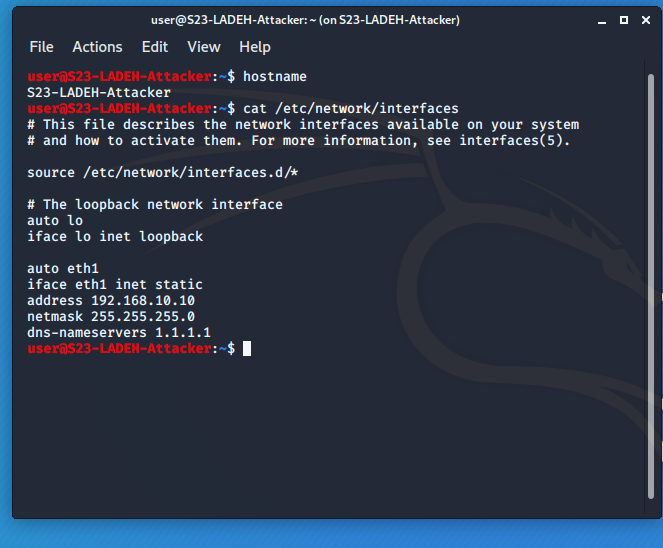 user@S23-LADEH-Attacker: ~ (on S23-LADEH-Attacker)
File Actions Edit View Help
user@S23-LADEH-Attacker:~$ hostname
S23-LADEH-Attacker
user@S23-LADEH-Attacker:~$ cat /etc/network/interfaces
# This file describes the network interfaces available on your system
# and how to activate them. For more information, see interfaces(5).
source /etc/network/interfaces.d/*
# The loopback network interface
auto lo
iface lo inet loopback
auto eth1
iface eth1 inet static
address 192.168.10.10
netmask 255.255.255.0
dns-nameservers 1.1.1.1
user@S23-LADEH-Attacker:~$